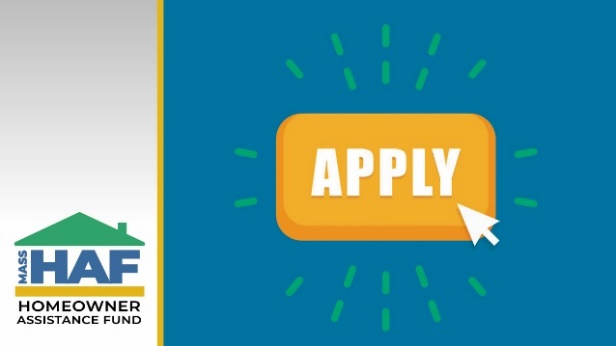 MASS
HAF
HOMEOWNER
ASSISTANCE FUND
APPLY